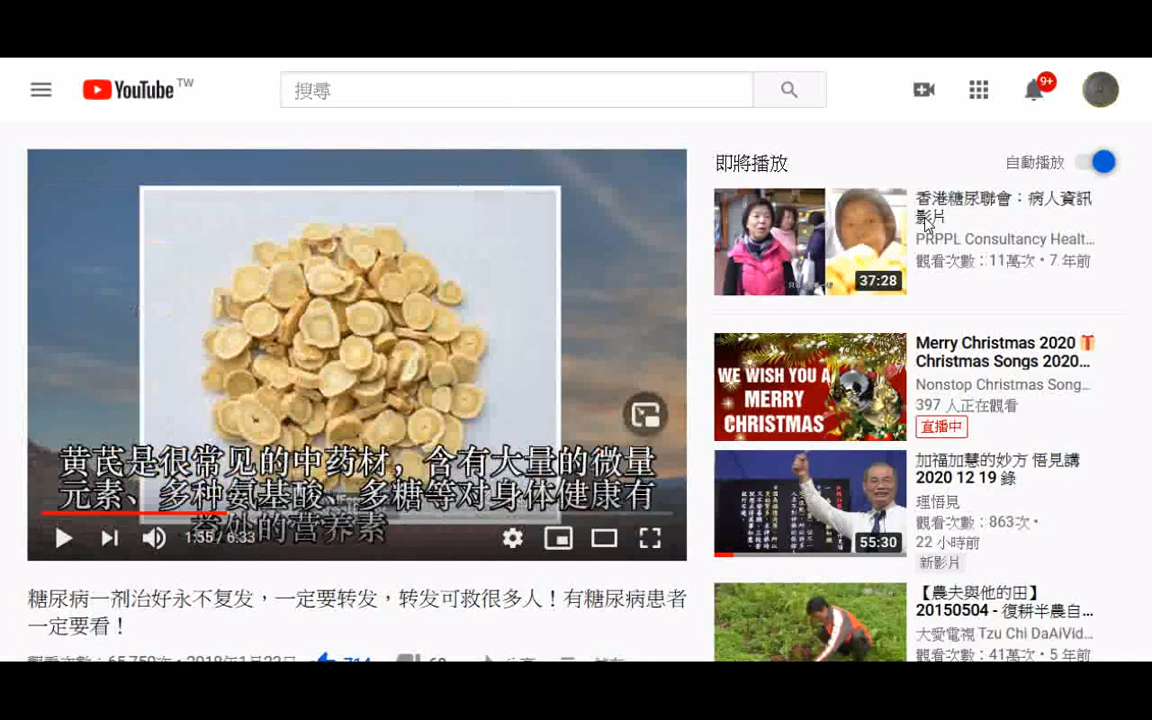 YouTube TW
搜尋
9+
黄芪是很常见的中药材，含有大量的微量
元素、多种氨基酸、多糖等对身体健康有
益处的营养素
1:55 / 6:33
糖尿病一剂治好永不复发，一定要转发，转发可救很多人！有糖尿病患者
一定要看！
即將播放
自動播放
37:28
香港糖尿聯會：病人資訊
影片
PRPPL Consultancy Healt...
觀看次數：11萬次・7 年前
WE WISH YOU A
MERRY
CHRISTMAS
Merry Christmas 2020 🎁
Christmas Songs 2020...
Nonstop Christmas Song...
397 人正在觀看
直播中
55:30
加福加慧的妙方 悟見講
2020 12 19 錄
理悟見
觀看次數：863次・
22 小時前
新影片
【農夫與他的田】
20150504 - 復耕半農自...
大愛電視 Tzu Chi DaAiVid...
觀看次數：41萬次・5 年前